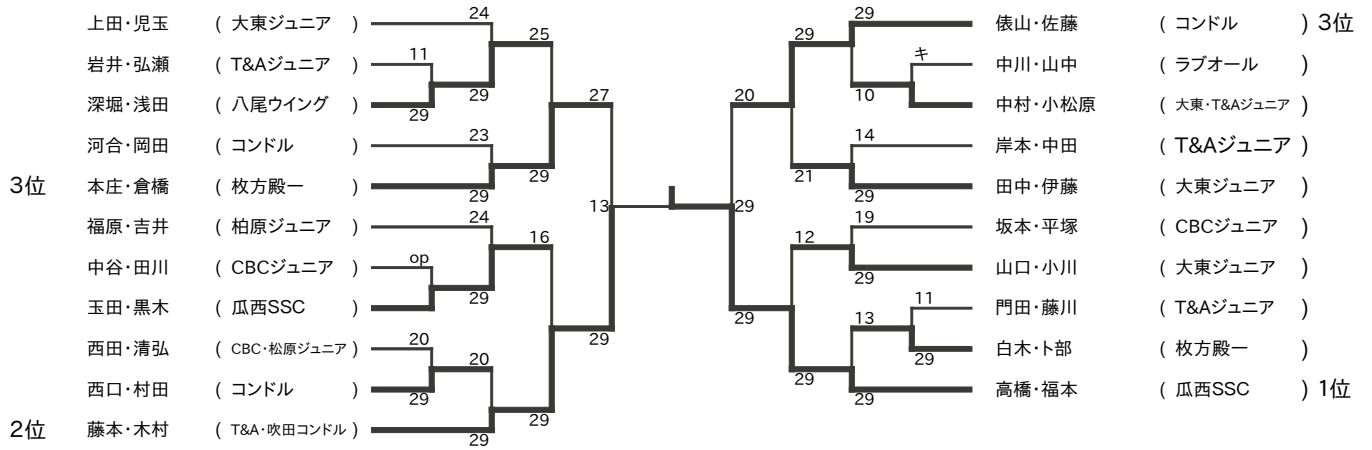 24
29
上田・児玉 ( 大東ジュニア )
俵山・佐藤 ( コンドル ) 3位
25
29
11
キ
岩井・弘瀬 ( T&Aジュニア )
中川・山中 ( ラブオール )
29
10
27
20
深堀・浅田 ( 八尾ウイング )
中村・小松原 ( 大東・T&Aジュニア )
29
23
14
河合・岡田 ( コンドル )
岸本・中田 ( T&Aジュニア )
29
21
3位 本庄・倉橋 ( 枚方殿一 )
田中・伊藤 ( 大東ジュニア )
29
29
13
29
24
19
福原・吉井 ( 柏原ジュニア )
坂本・平塚 ( CBCジュニア )
16
12
op
中谷・田川 ( CBCジュニア )
山口・小川 ( 大東ジュニア )
29
29
11
玉田・黒木 ( 瓜西SSC )
門田・藤川 ( T&Aジュニア )
29
13
20
29
西田・清弘 ( CBC・松原ジュニア )
白木・卜部 ( 枚方殿一 )
20
29
29
西口・村田 ( コンドル )
高橋・福本 ( 瓜西SSC ) 1位
29
29
29
2位 藤本・木村 ( T&A・吹田コンドル )
29